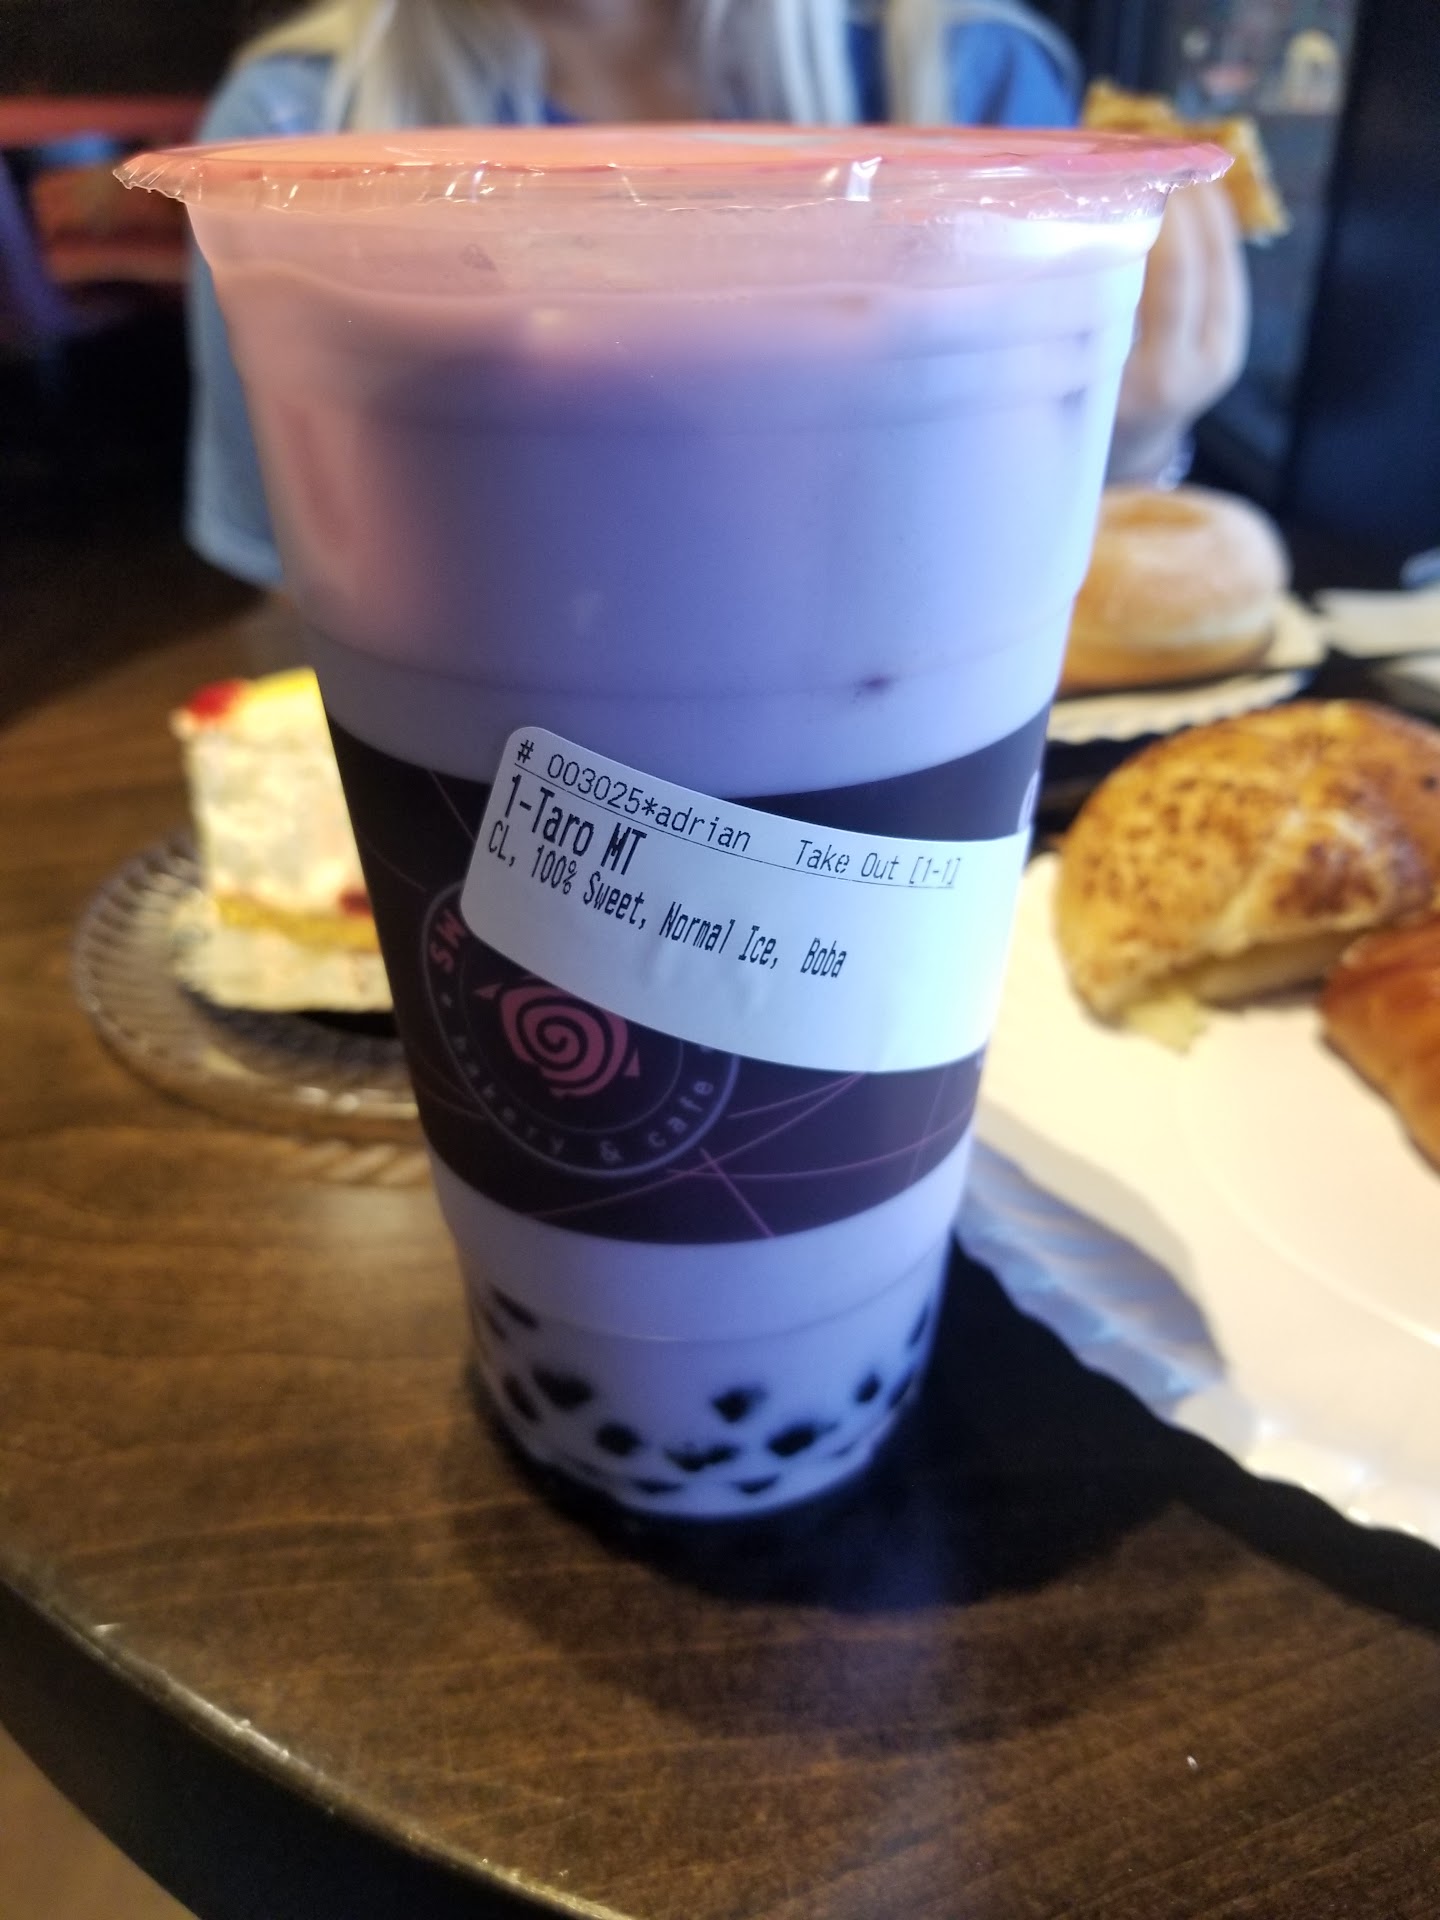 # 003025*adrian Take Out [1-1]
1-Taro MT
CL, 100% Sweet, Normal Ice, Boba
bakery & cafe